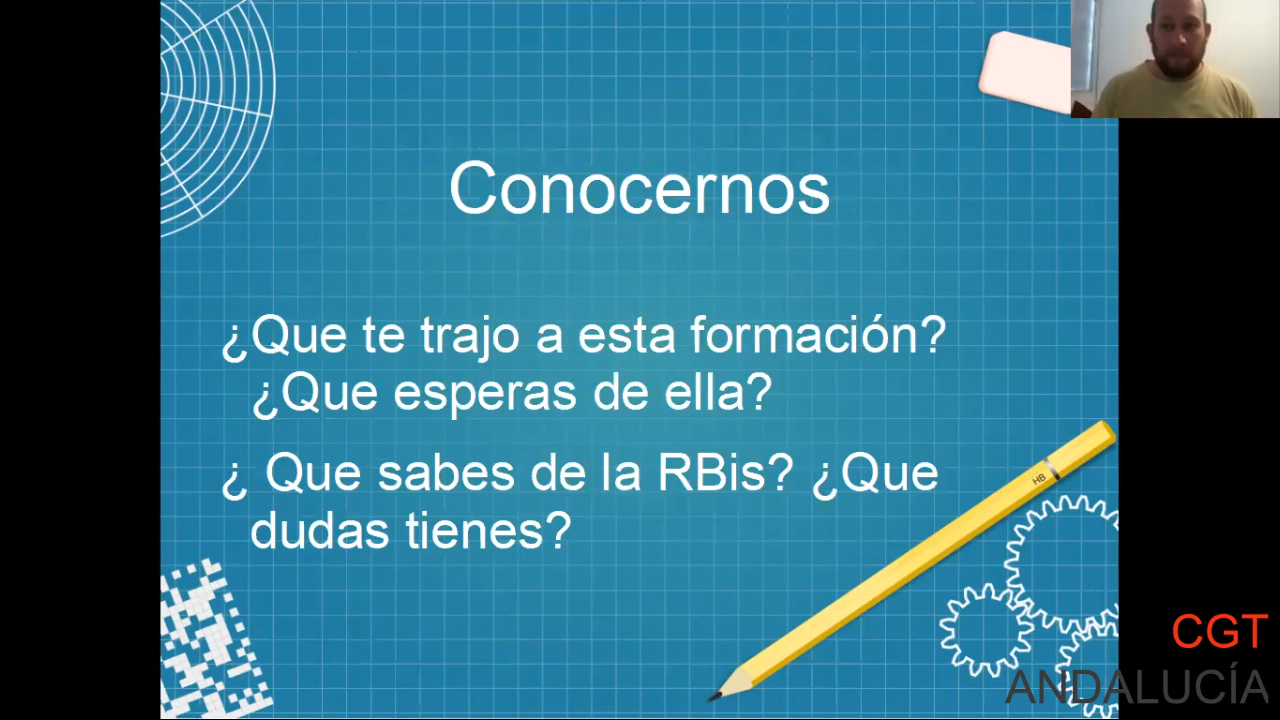 Conocernos
¿Que te trajo a esta formación?
¿Que esperas de ella?
¿ Que sabes de la RBis? ¿Que
dudas tienes?
HB
CGT
ANDALUCÍA